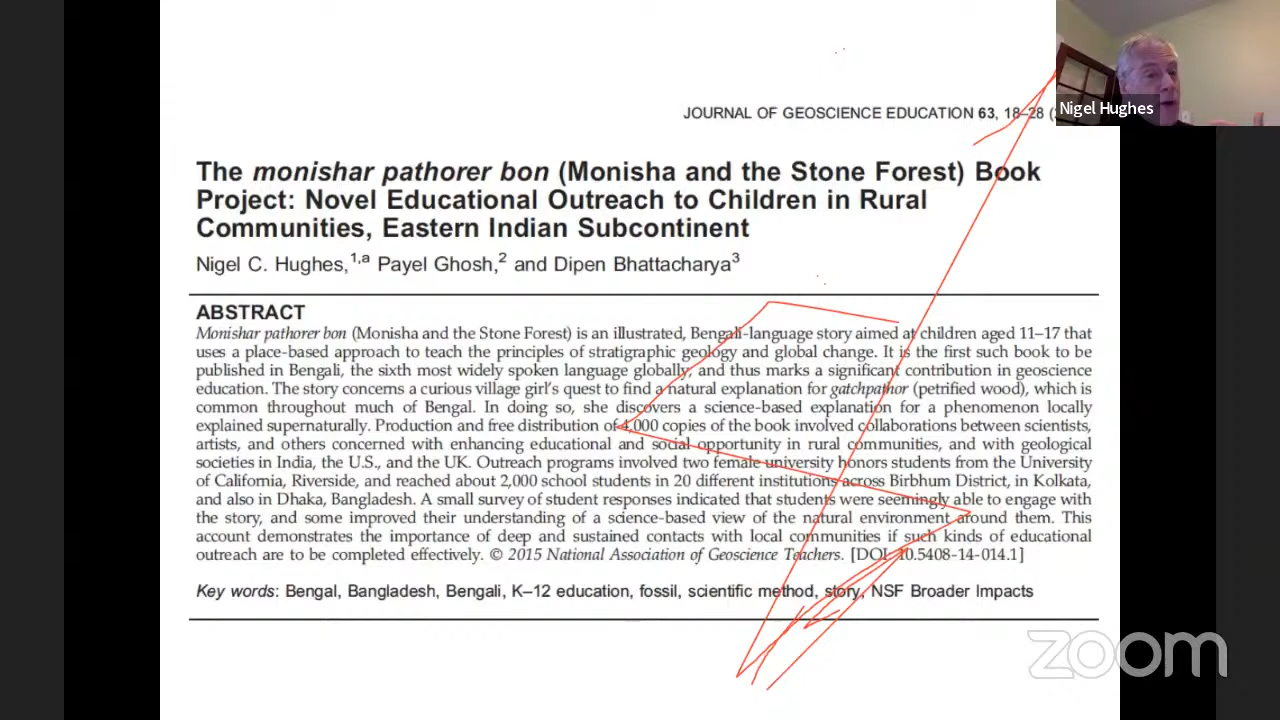 JOURNAL OF GEOSCIENCE EDUCATION 63, 18–28 (
Nigel Hughes
The monishar pathorer bon (Monisha and the Stone Forest) Book
Project: Novel Educational Outreach to Children in Rural
Communities, Eastern Indian Subcontinent
Nigel C. Hughes,1,a Payel Ghosh,2 and Dipen Bhattacharya3
ABSTRACT
Monishar pathorer bon (Monisha and the Stone Forest) is an illustrated, Bengali-language story aimed at children aged 11–17 that
uses a place-based approach to teach the principles of stratigraphic geology and global change. It is the first such book to be
published in Bengali, the sixth most widely spoken language globally, and thus marks a significant contribution in geoscience
education. The story concerns a curious village girl's quest to find a natural explanation for gatchpathor (petrified wood), which is
common throughout much of Bengal. In doing so, she discovers a science-based explanation for a phenomenon locally
explained supernaturally. Production and free distribution of 4,000 copies of the book involved collaborations between scientists,
artists, and others concerned with enhancing educational and social opportunity in rural communities, and with geological
societies in India, the U.S., and the UK. Outreach programs involved two female university honors students from the University
of California, Riverside, and reached about 2,000 school students in 20 different institutions across Birbhum District, in Kolkata,
and also in Dhaka, Bangladesh. A small survey of student responses indicated that students were seemingly able to engage with
the story, and some improved their understanding of a science-based view of the natural environment around them. This
account demonstrates the importance of deep and sustained contacts with local communities if such kinds of educational
outreach are to be completed effectively. © 2015 National Association of Geoscience Teachers. [DOI: 10.5408-14-014.1]
Key words: Bengal, Bangladesh, Bengali, K–12 education, fossil, scientific method, story, NSF Broader Impacts
zoom